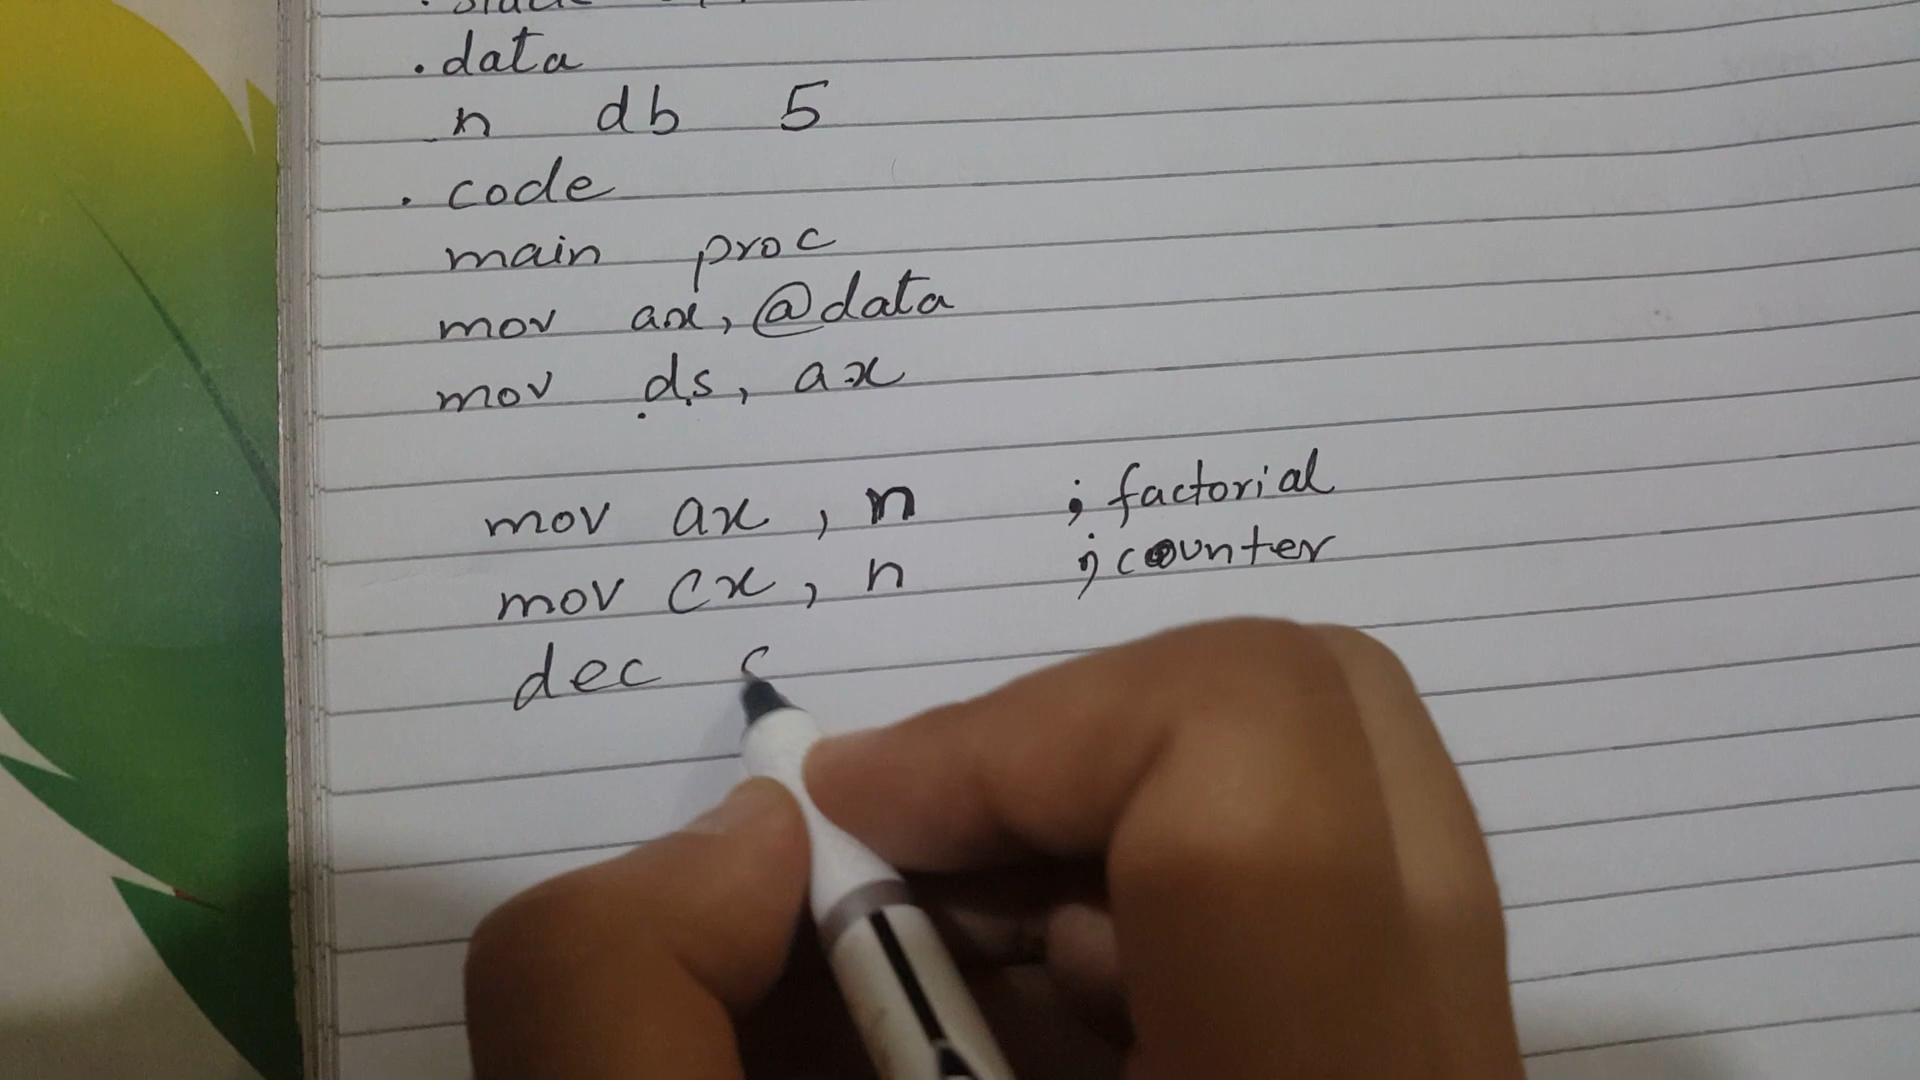 .data
n db 5
.code
main proc
mov ax, @data
mov ds, ax
mov ax, n ; factorial
mov cx, n ; counter
dec